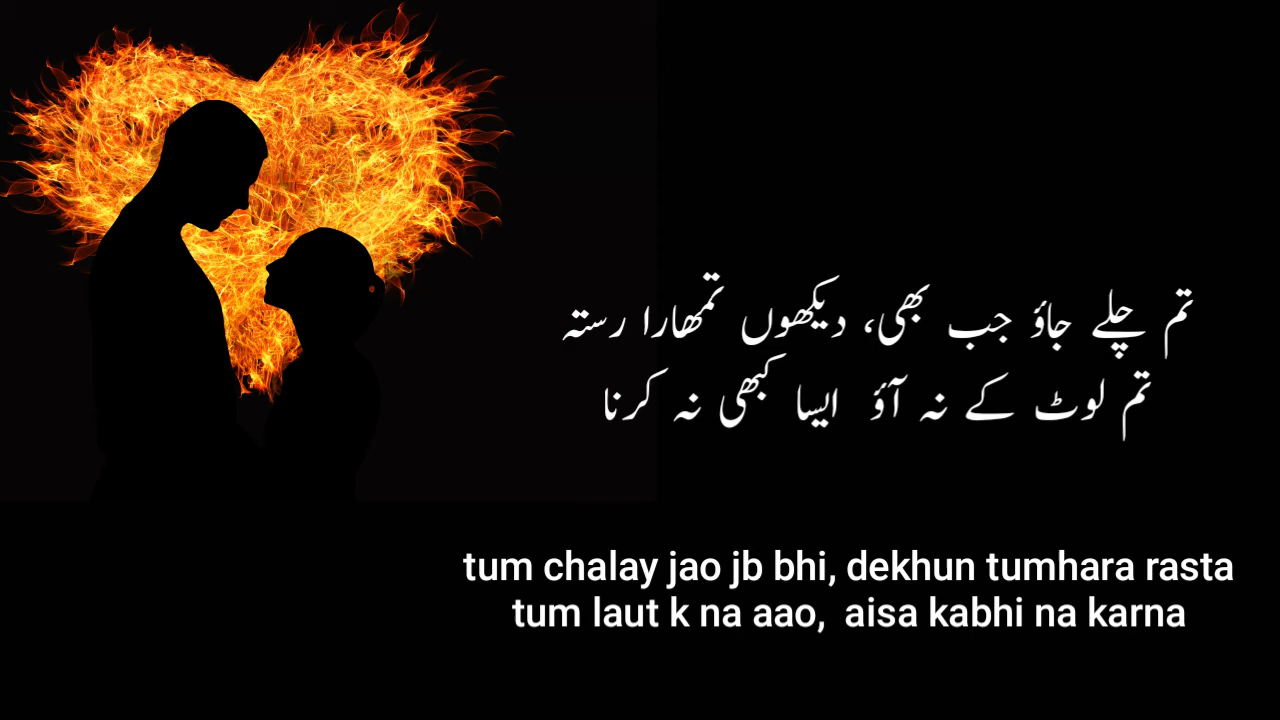 تم چلے جاؤ جب بھی، دیکھوں تمھارا رستہ
تم لوٹ کے نہ آؤ  ایسا کبھی نہ کرنا
tum chalay jao jb bhi, dekhun tumhara rasta
tum laut k na aao,  aisa kabhi na karna